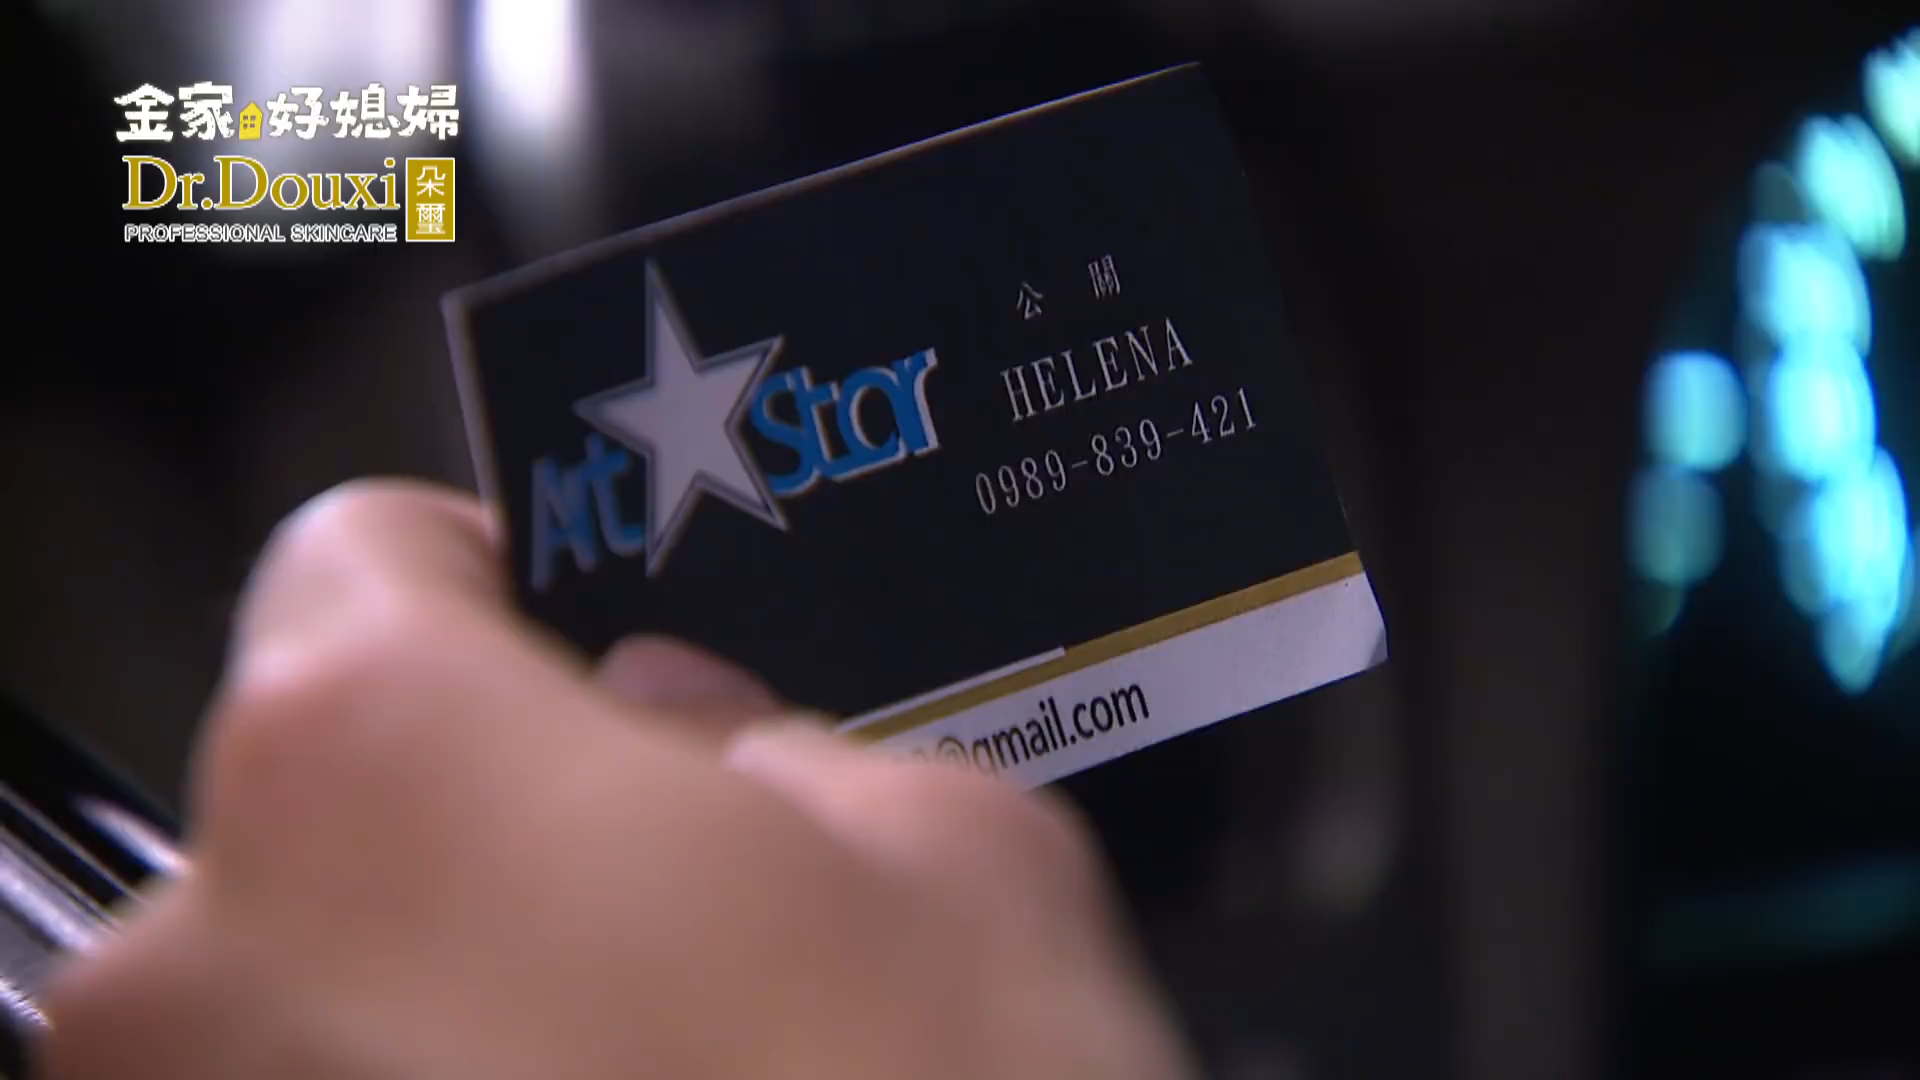 金家好媳婦
Dr.Douxi 朵璽
PROFESSIONAL SKINCARE
公關
Art Star
HELENA
0989-839-421
@gmail.com